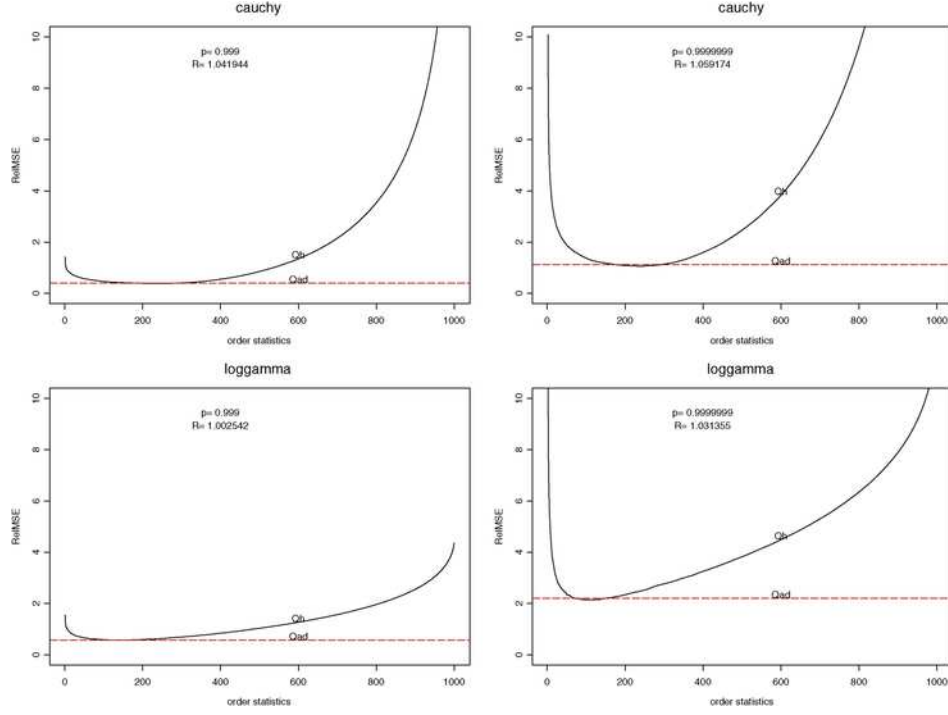 cauchy
p= 0.999
R= 1.041944
Qh
Qad
RelMSE
0
2
4
6
8
10
0 200 400 600 800 1000
order statistics
cauchy
p= 0.9999999
R= 1.059174
Qh
Qad
RelMSE
0
2
4
6
8
10
0 200 400 600 800 1000
order statistics
loggamma
p= 0.999
R= 1.002542
Qh
Qad
RelMSE
0
2
4
6
8
10
0 200 400 600 800 1000
order statistics
loggamma
p= 0.9999999
R= 1.031355
Qh
Qad
RelMSE
0
2
4
6
8
10
0 200 400 600 800 1000
order statistics